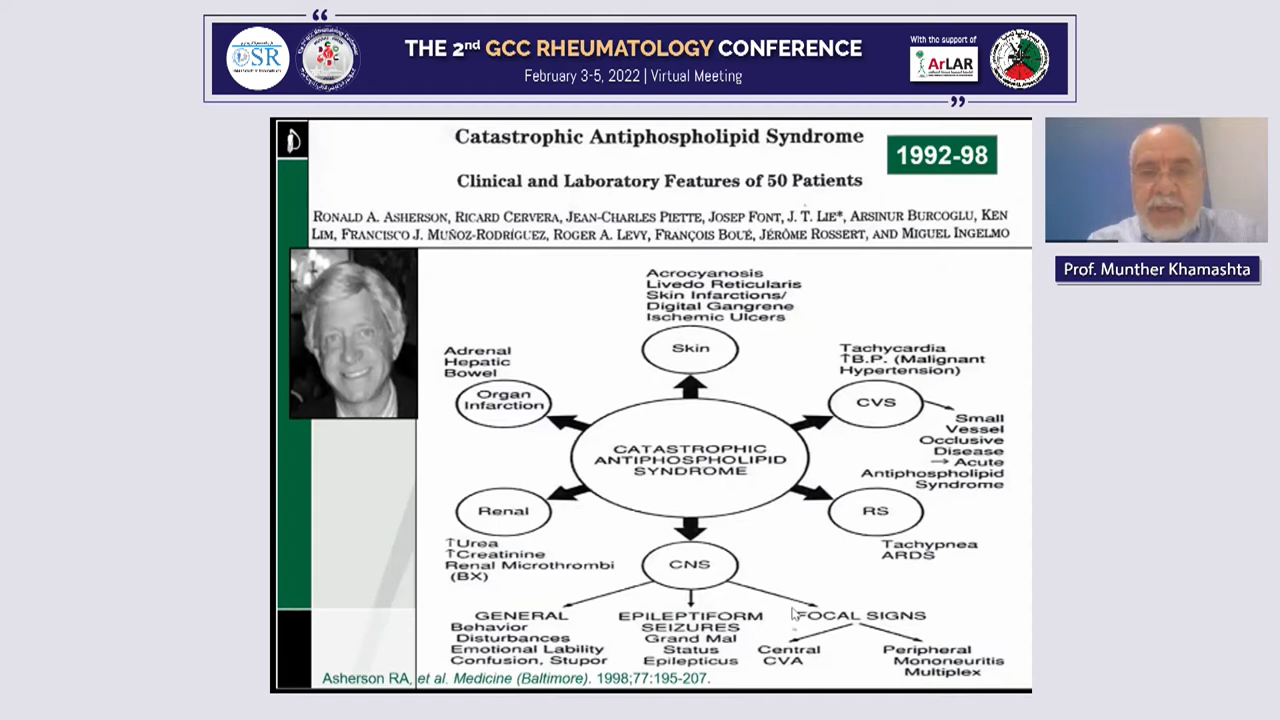 “
THE 2nd GCC RHEUMATOLOGY CONFERENCE
February 3-5, 2022 | Virtual Meeting
”
OSR
With the support of
ArLAR
Catastrophic Antiphospholipid Syndrome
1992-98
Clinical and Laboratory Features of 50 Patients
RONALD A. ASHERSON, RICARD CERVERA, JEAN-CHARLES PIETTE, JOSEP FONT, J. T. LIE*, ARSINUR BURCOGLU, KEN
LIM, FRANCISCO J. MUÑOZ-RODRÍGUEZ, ROGER A. LEVY, FRANÇOIS BOUÉ, JÉRÔME ROSSERT, AND MIGUEL INGELMO
Prof. Munther Khamashta
Acrocyanosis
Livedo Reticularis
Skin Infarctions/
Digital Gangrene
Ischemic Ulcers
Skin
Adrenal
Hepatic
Bowel
Organ
Infarction
Tachycardia
↑B.P. (Malignant
Hypertension)
CVS
Small
Vessel
Occlusive
Disease
→ Acute
Antiphospholipid
Syndrome
CATASTROPHIC
ANTIPHOSPHOLIPID
SYNDROME
Renal
↑Urea
↑Creatinine
Renal Microthrombi
(BX)
RS
Tachypnea
ARDS
CNS
GENERAL
Behavior
Disturbances
Emotional Lability
Confusion, Stupor
EPILEPTIFORM
SEIZURES
Grand Mal
Status
Epilepticus
FOCAL SIGNS
Central
CVA
Peripheral
Mononeuritis
Multiplex
Asherson RA, et al. Medicine (Baltimore). 1998;77:195-207.